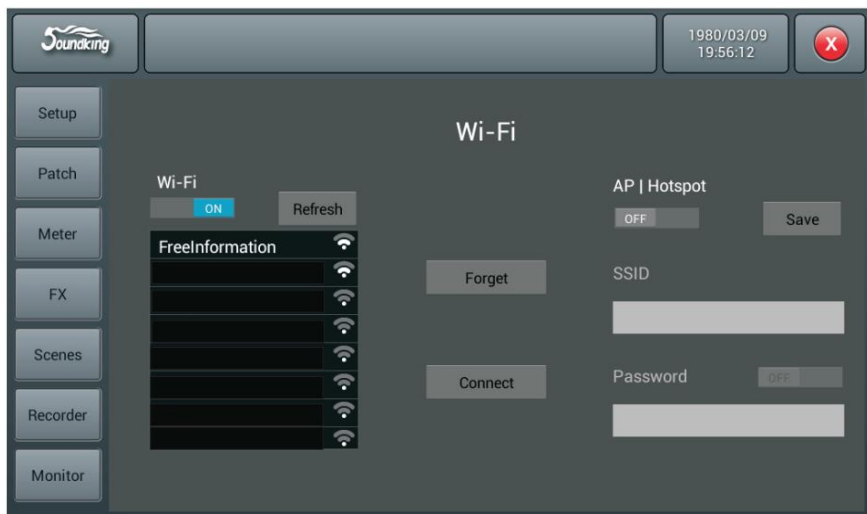 Soundking
1980/03/09
19:56:12
X
Setup
Patch
Meter
FX
Scenes
Recorder
Monitor
Wi-Fi
Wi-Fi
ON
Refresh
FreeInformation
Forget
Connect
AP | Hotspot
OFF
Save
SSID
Password
OFF